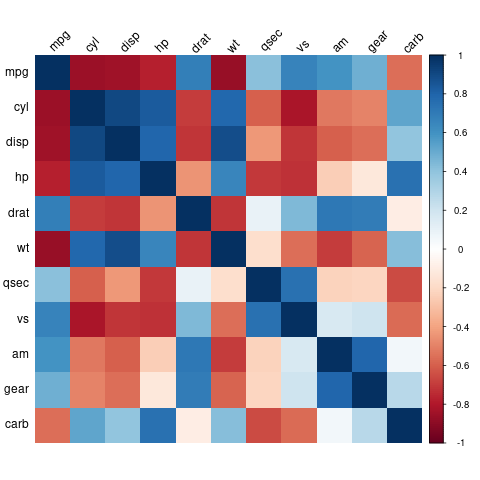 mpg cyl disp hp drat wt qsec vs am gear carb
mpg
cyl
disp
hp
drat
wt
qsec
vs
am
gear
carb
1
0.8
0.6
0.4
0.2
0
-0.2
-0.4
-0.6
-0.8
-1